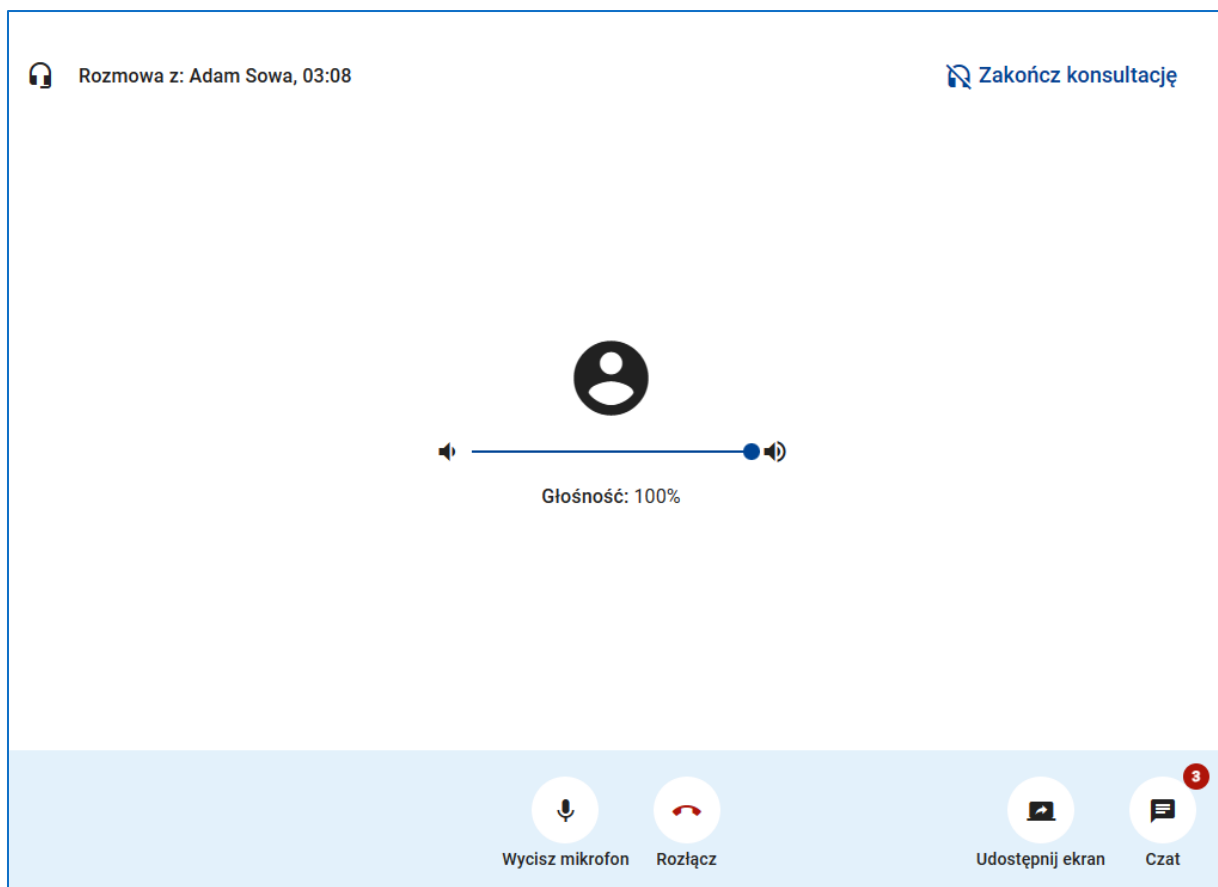 Rozmowa z: Adam Sowa, 03:08
Zakończ konsultację
Głośność: 100%
3
Wycisz mikrofon
Rozłącz
Udostępnij ekran
Czat